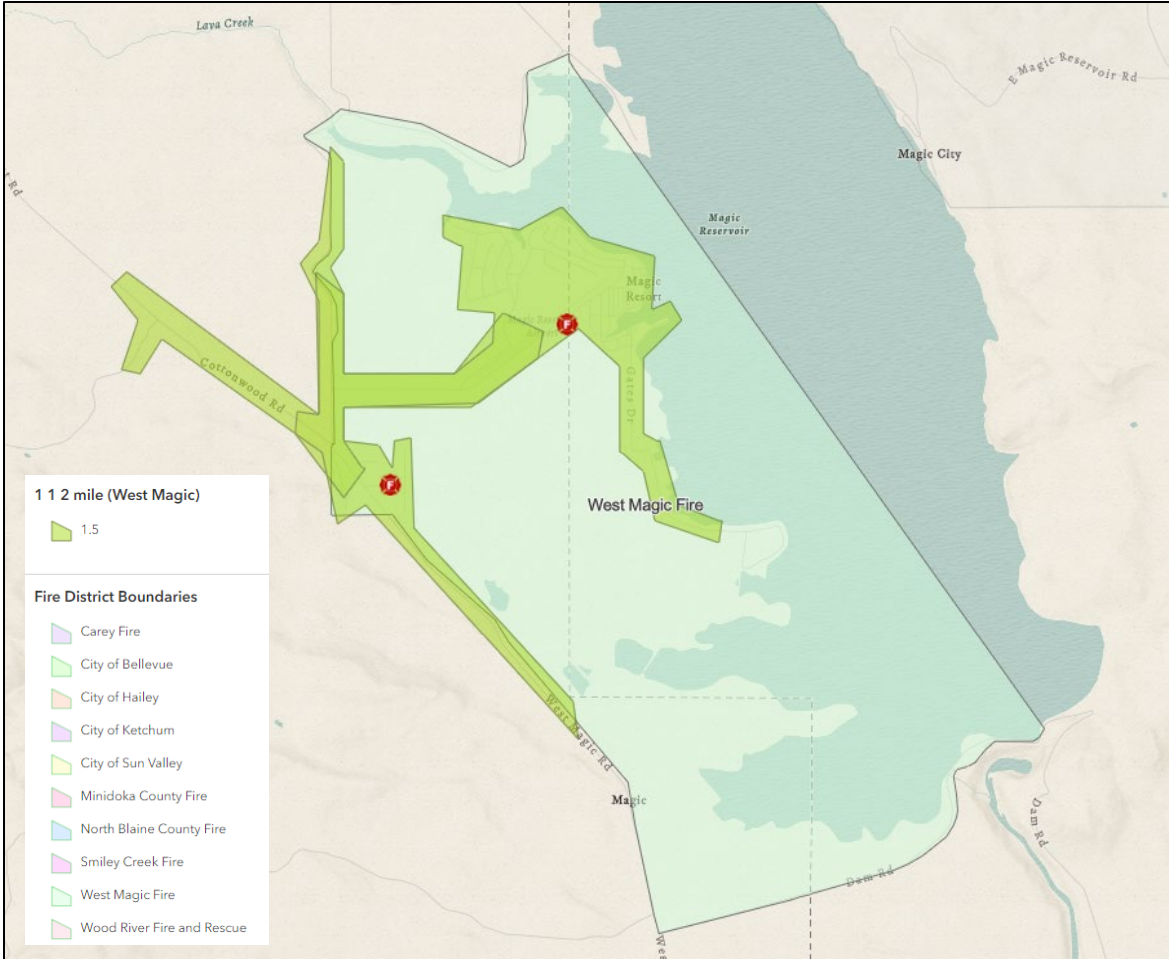 Lava Creek
E Magic Reservoir Rd
Magic City
t Rd
Magic
Reservoir
Magic
Resort
F
Cottonwood Rd
Gates Dr
F
West Magic Fire
1 1 2 mile (West Magic)
1.5
Fire District Boundaries
Carey Fire
City of Bellevue
City of Hailey
City of Ketchum
City of Sun Valley
Minidoka County Fire
North Blaine County Fire
Smiley Creek Fire
West Magic Fire
Wood River Fire and Rescue
West Magic Rd
Magic
Dam Rd
Dam Rd
Wes